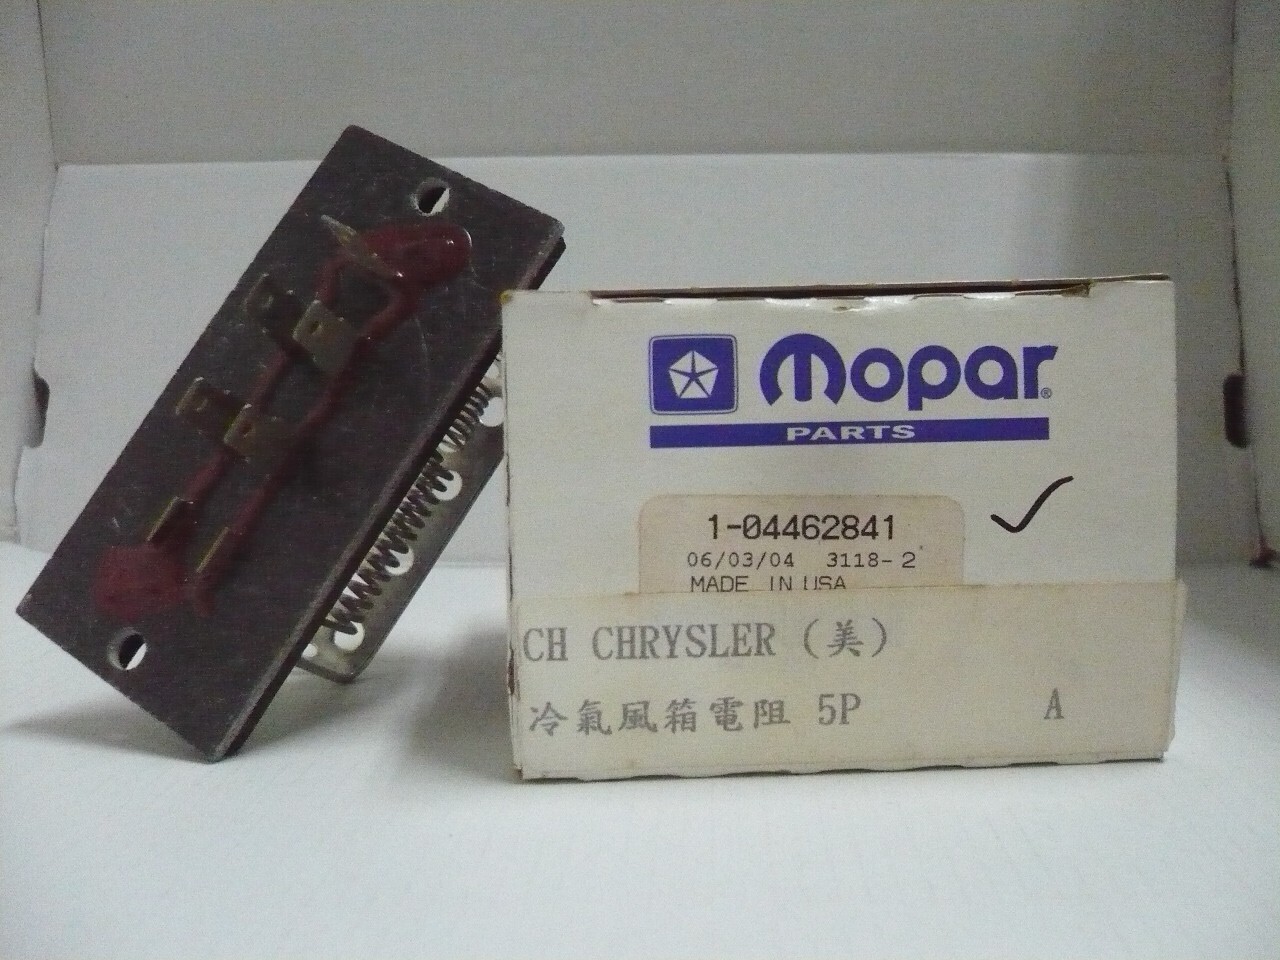 Mopar®
PARTS
1-04462841
06/03/04 3118-2
MADE IN USA
CH CHRYSLER (美)
冷氣風箱電阻 5P A